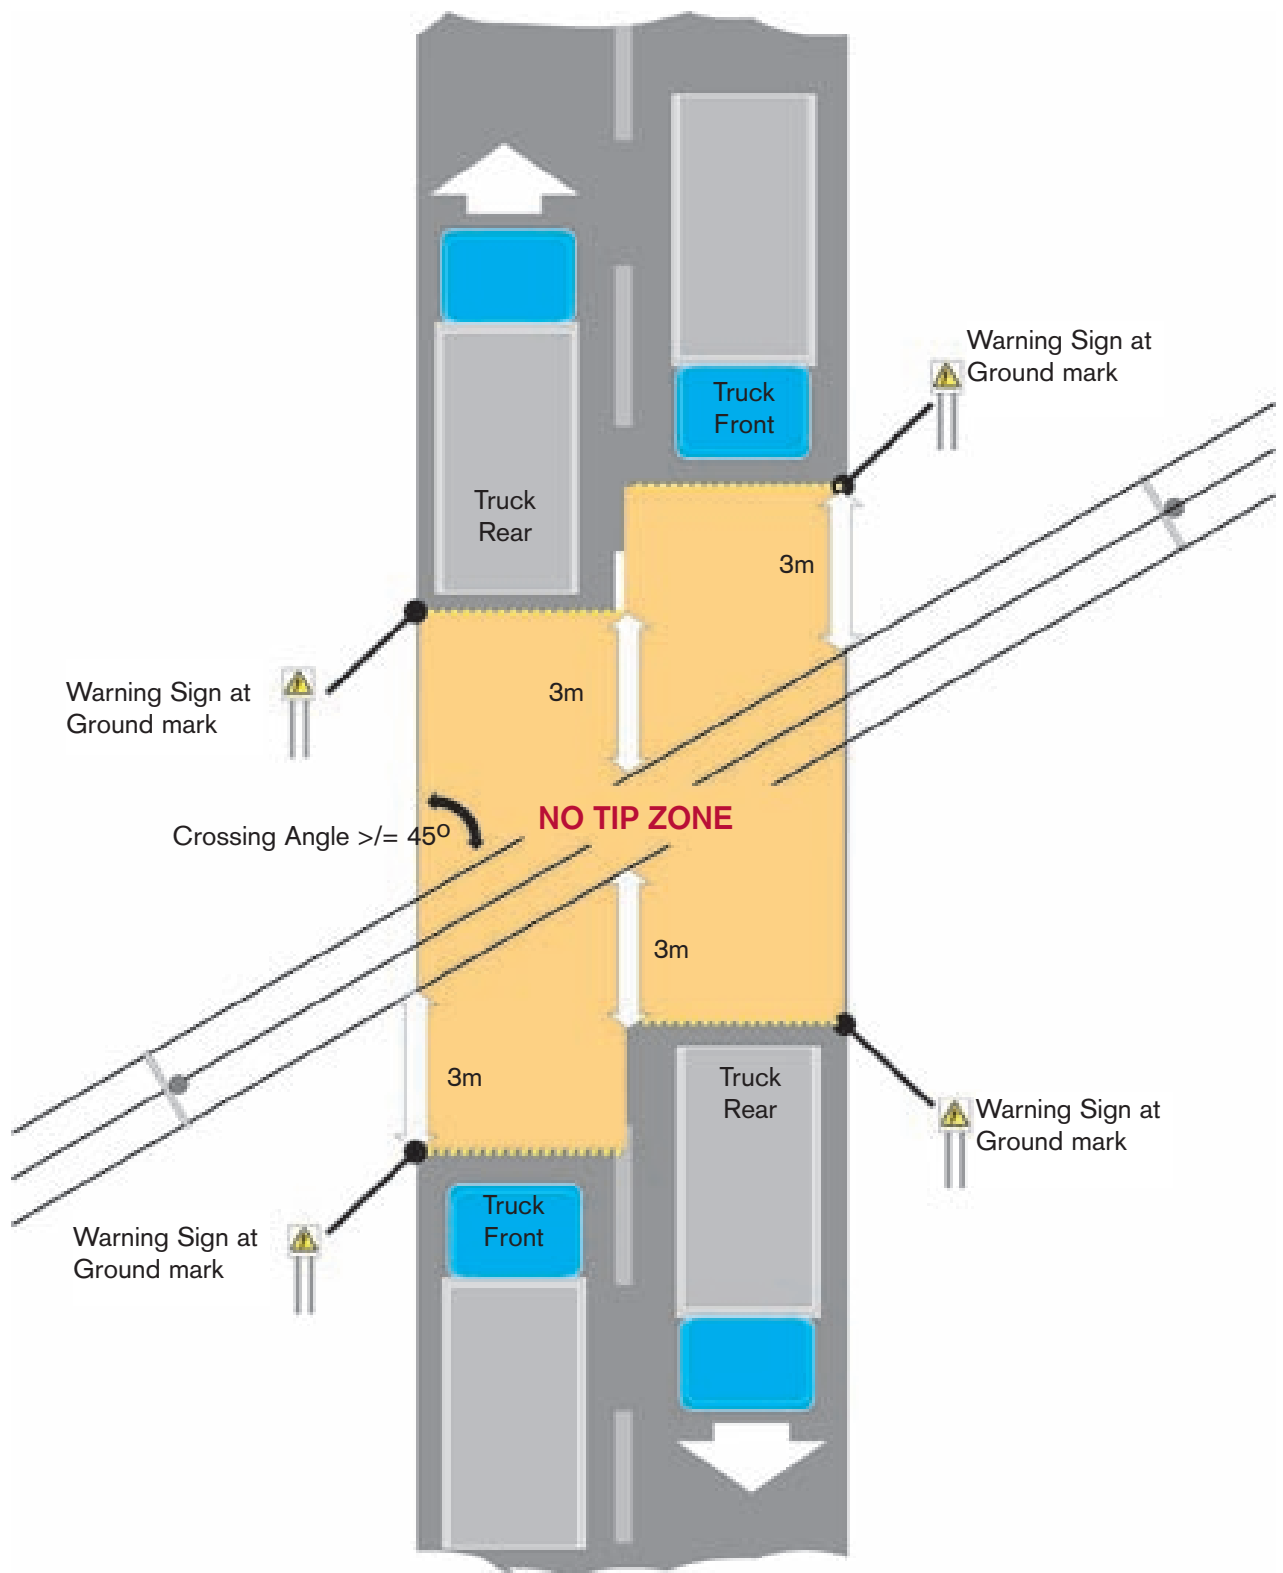 Warning Sign at
Ground mark
Truck
Front
Truck
Rear
3m
3m
Warning Sign at
Ground mark
NO TIP ZONE
Crossing Angle >/= 45º
3m
3m
Truck
Rear
Warning Sign at
Ground mark
Truck
Front
Warning Sign at
Ground mark